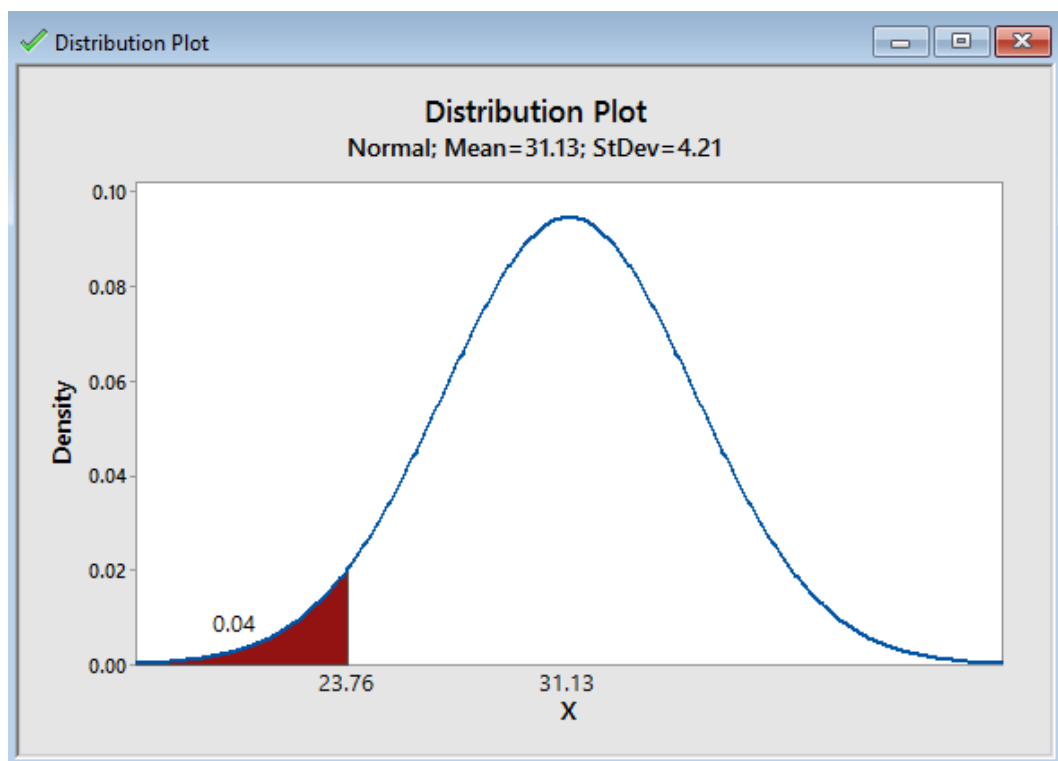 Distribution Plot
Distribution Plot
Normal; Mean=31.13; StDev=4.21
0.10
0.08
0.06
0.04
0.02
0.00
Density
0.04
23.76 31.13
X